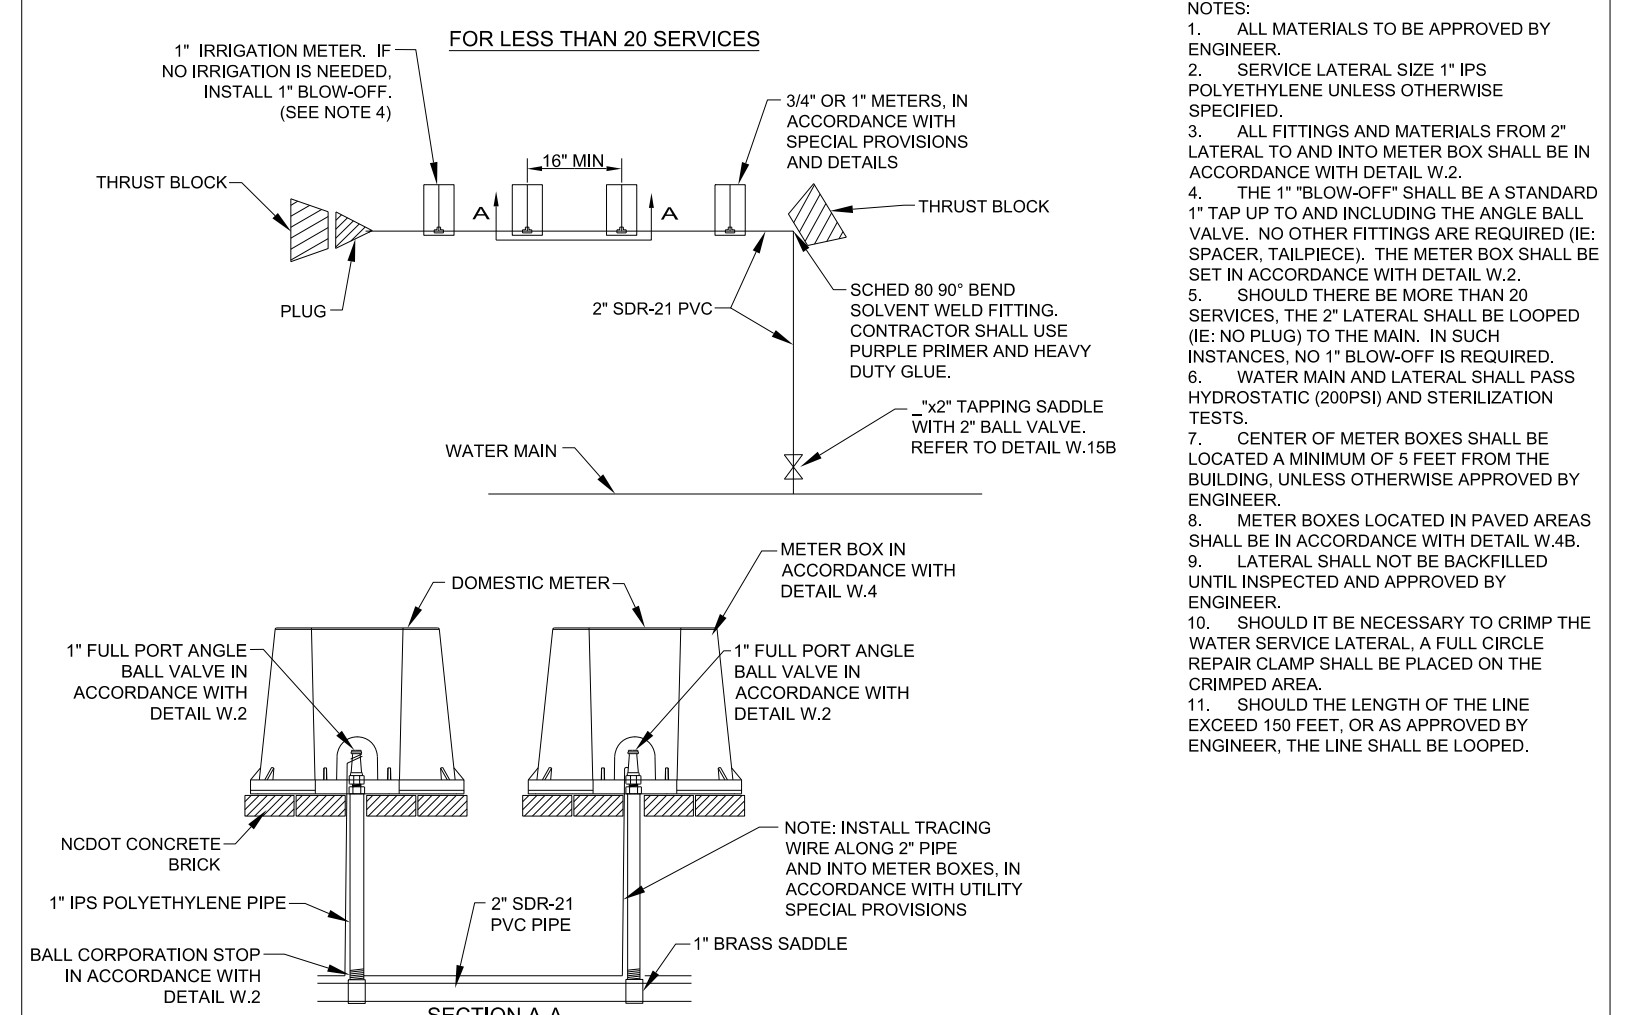 FOR LESS THAN 20 SERVICES
1" IRRIGATION METER. IF
NO IRRIGATION IS NEEDED,
INSTALL 1" BLOW-OFF.
(SEE NOTE 4)
3/4" OR 1" METERS, IN
ACCORDANCE WITH
SPECIAL PROVISIONS
AND DETAILS
16" MIN
THRUST BLOCK
A
A
THRUST BLOCK
PLUG
2" SDR-21 PVC
SCHED 80 90° BEND
SOLVENT WELD FITTING.
CONTRACTOR SHALL USE
PURPLE PRIMER AND HEAVY
DUTY GLUE.
_"x2" TAPPING SADDLE
WITH 2" BALL VALVE.
REFER TO DETAIL W.15B
WATER MAIN
METER BOX IN
ACCORDANCE WITH
DETAIL W.4
DOMESTIC METER
1" FULL PORT ANGLE
BALL VALVE IN
ACCORDANCE WITH
DETAIL W.2
1" FULL PORT ANGLE
BALL VALVE IN
ACCORDANCE WITH
DETAIL W.2
NCDOT CONCRETE
BRICK
NOTE: INSTALL TRACING
WIRE ALONG 2" PIPE
AND INTO METER BOXES, IN
ACCORDANCE WITH UTILITY
SPECIAL PROVISIONS
1" IPS POLYETHYLENE PIPE
2" SDR-21
PVC PIPE
1" BRASS SADDLE
BALL CORPORATION STOP
IN ACCORDANCE WITH
DETAIL W.2
SECTION A-A
NOTES:
1. ALL MATERIALS TO BE APPROVED BY
ENGINEER.
2. SERVICE LATERAL SIZE 1" IPS
POLYETHYLENE UNLESS OTHERWISE
SPECIFIED.
3. ALL FITTINGS AND MATERIALS FROM 2"
LATERAL TO AND INTO METER BOX SHALL BE IN
ACCORDANCE WITH DETAIL W.2.
4. THE 1" "BLOW-OFF" SHALL BE A STANDARD
1" TAP UP TO AND INCLUDING THE ANGLE BALL
VALVE. NO OTHER FITTINGS ARE REQUIRED (IE:
SPACER, TAILPIECE). THE METER BOX SHALL BE
SET IN ACCORDANCE WITH DETAIL W.2.
5. SHOULD THERE BE MORE THAN 20
SERVICES, THE 2" LATERAL SHALL BE LOOPED
(IE: NO PLUG) TO THE MAIN. IN SUCH
INSTANCES, NO 1" BLOW-OFF IS REQUIRED.
6. WATER MAIN AND LATERAL SHALL PASS
HYDROSTATIC (200PSI) AND STERILIZATION
TESTS.
7. CENTER OF METER BOXES SHALL BE
LOCATED A MINIMUM OF 5 FEET FROM THE
BUILDING, UNLESS OTHERWISE APPROVED BY
ENGINEER.
8. METER BOXES LOCATED IN PAVED AREAS
SHALL BE IN ACCORDANCE WITH DETAIL W.4B.
9. LATERAL SHALL NOT BE BACKFILLED
UNTIL INSPECTED AND APPROVED BY
ENGINEER.
10. SHOULD IT BE NECESSARY TO CRIMP THE
WATER SERVICE LATERAL, A FULL CIRCLE
REPAIR CLAMP SHALL BE PLACED ON THE
CRIMPED AREA.
11. SHOULD THE LENGTH OF THE LINE
EXCEED 150 FEET, OR AS APPROVED BY
ENGINEER, THE LINE SHALL BE LOOPED.